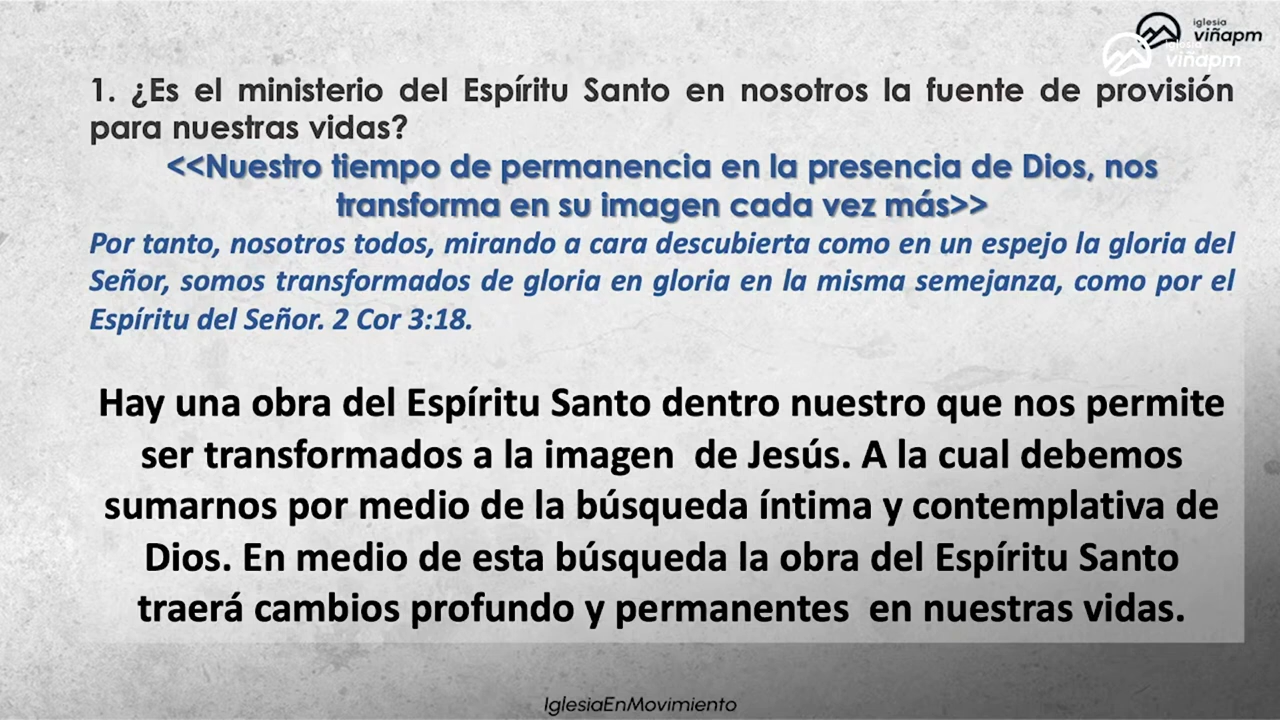 iglesia
viñapm
iglesia
viñapm
1. ¿Es el ministerio del Espíritu Santo en nosotros la fuente de provisión
para nuestras vidas?
<<Nuestro tiempo de permanencia en la presencia de Dios, nos
transforma en su imagen cada vez más>>
Por tanto, nosotros todos, mirando a cara descubierta como en un espejo la gloria del
Señor, somos transformados de gloria en gloria en la misma semejanza, como por el
Espíritu del Señor. 2 Cor 3:18.
Hay una obra del Espíritu Santo dentro nuestro que nos permite
ser transformados a la imagen  de Jesús. A la cual debemos
sumarnos por medio de la búsqueda íntima y contemplativa de
Dios. En medio de esta búsqueda la obra del Espíritu Santo
traerá cambios profundo y permanentes  en nuestras vidas.
IglesiaEnMovimiento